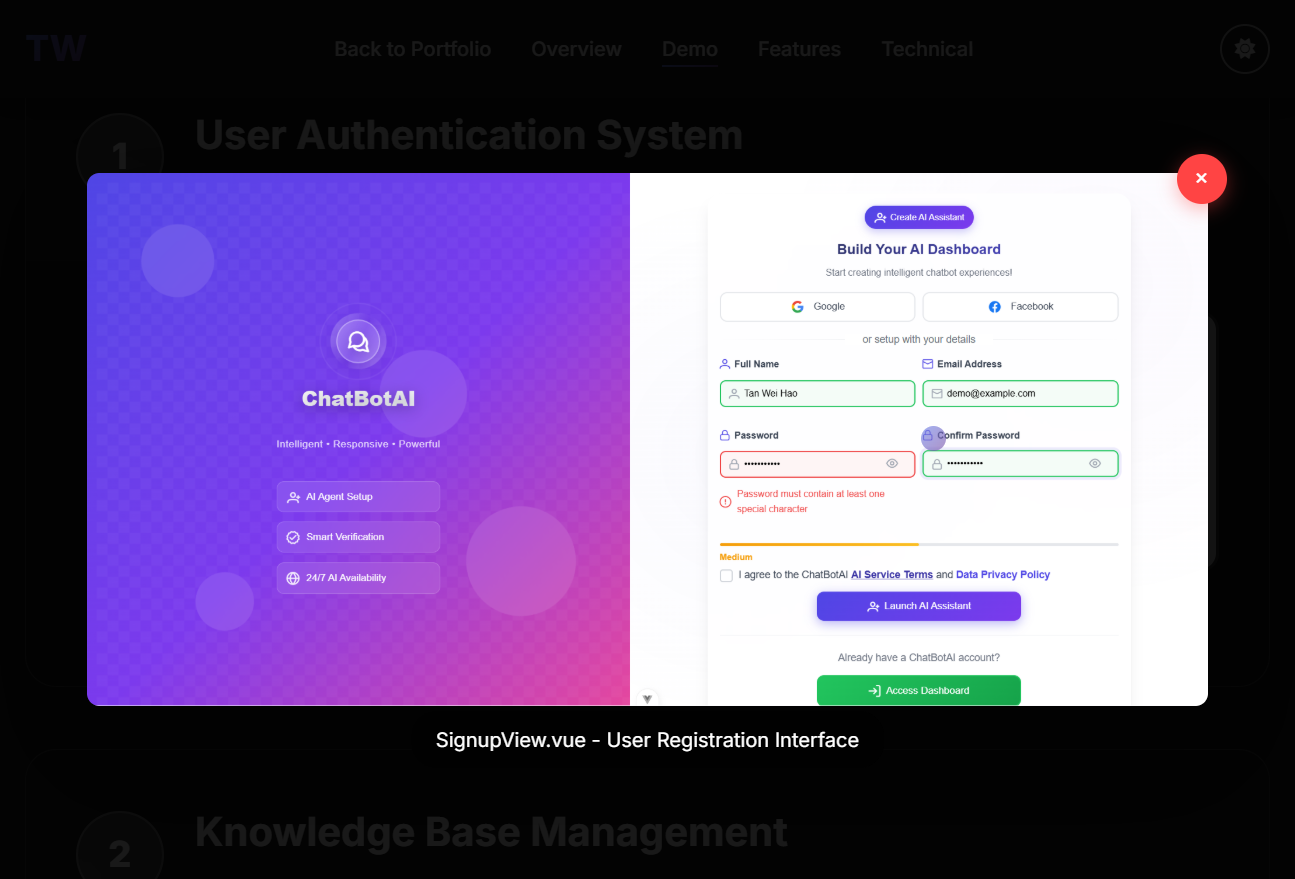 TW
Back to Portfolio
Overview
Demo
Features
Technical
1
User Authentication System
ChatBotAI
Intelligent • Responsive • Powerful
AI Agent Setup
Smart Verification
24/7 AI Availability
Create AI Assistant
Build Your AI Dashboard
Start creating intelligent chatbot experiences!
Google
Facebook
or setup with your details
Full Name
Email Address
Tan Wei Hao
demo@example.com
Password
Confirm Password
•••••••••••
•••••••••••
Password must contain at least one
special character
Medium
I agree to the ChatBotAI AI Service Terms and Data Privacy Policy
Launch AI Assistant
Already have a ChatBotAI account?
Access Dashboard
SignupView.vue - User Registration Interface
2
Knowledge Base Management